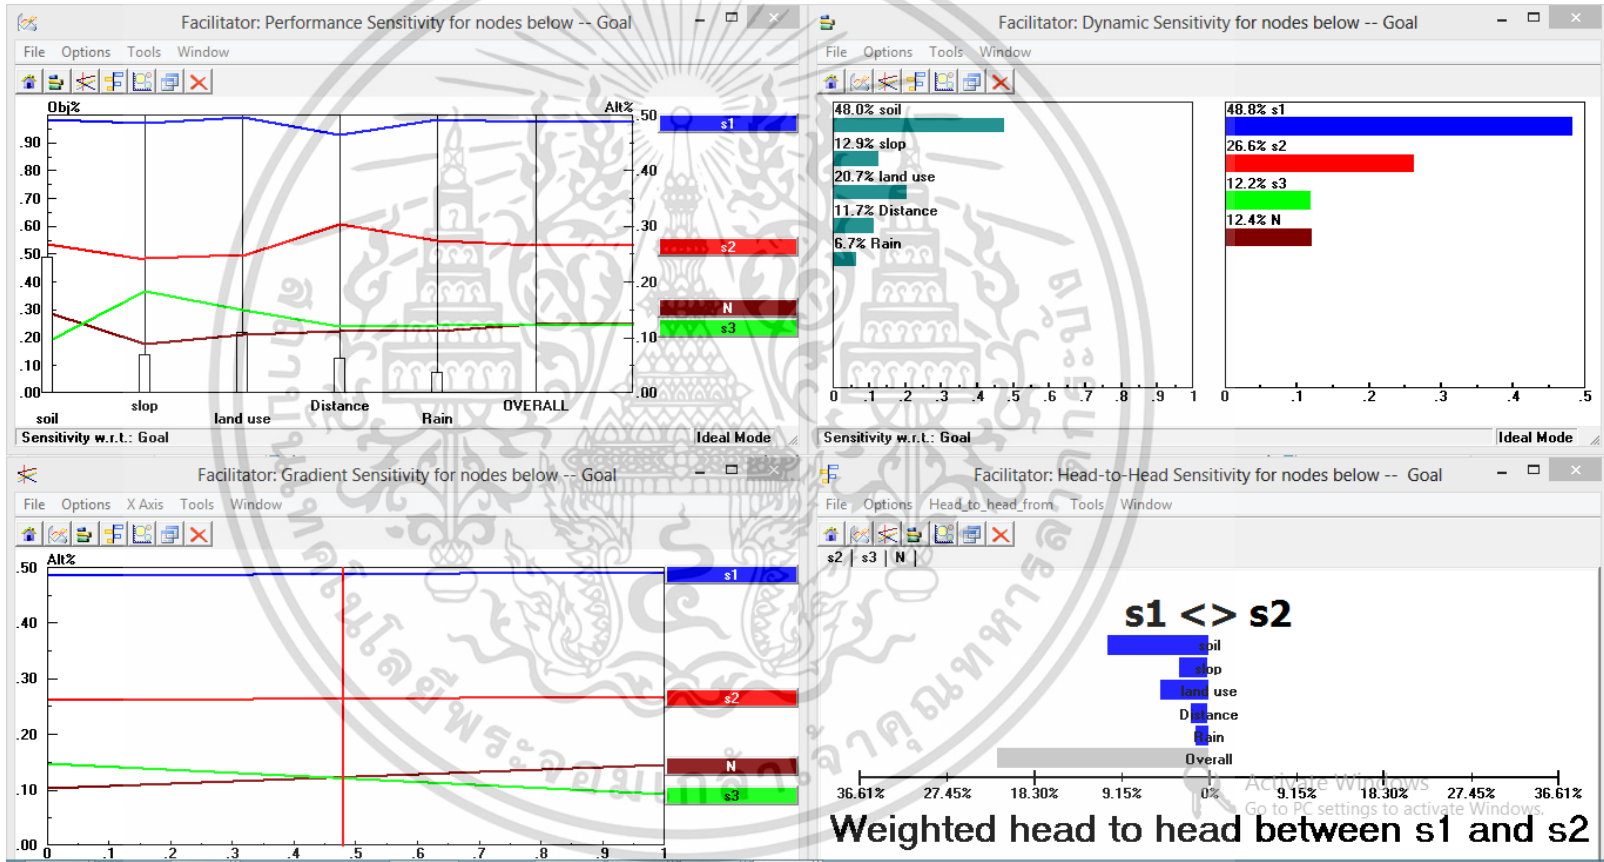 Facilitator: Performance Sensitivity for nodes below -- Goal
File Options Tools Window
Obj%
Alt%
.90
.80
.70
.60
.50
.40
.30
.20
.10
.00
.50
.40
.30
.20
.10
.00
s1
s2
N
s3
soil
slop
land use
Distance
Rain
OVERALL
Sensitivity w.r.t.: Goal
Ideal Mode
Facilitator: Dynamic Sensitivity for nodes below -- Goal
File Options Tools Window
48.0% soil
12.9% slop
20.7% land use
11.7% Distance
6.7% Rain
0 .1 .2 .3 .4 .5 .6 .7 .8 .9 1
48.8% s1
26.6% s2
12.2% s3
12.4% N
0 .1 .2 .3 .4 .5
Sensitivity w.r.t.: Goal
Ideal Mode
Facilitator: Gradient Sensitivity for nodes below -- Goal
File Options X Axis Tools Window
Alt%
.50
.40
.30
.20
.10
.00
s1
s2
N
s3
0 .1 .2 .3 .4 .5 .6 .7 .8 .9 1
Facilitator: Head-to-Head Sensitivity for nodes below -- Goal
File Options Head_to_head_from Tools Window
s2 | s3 | N |
s1 <> s2
soil
slop
land use
Distance
Rain
Overall
36.61% 27.45% 18.30% 9.15% 0% 9.15% 18.30% 27.45% 36.61%
Activate Windows
Go to PC settings to activate Windows.
Weighted head to head between s1 and s2